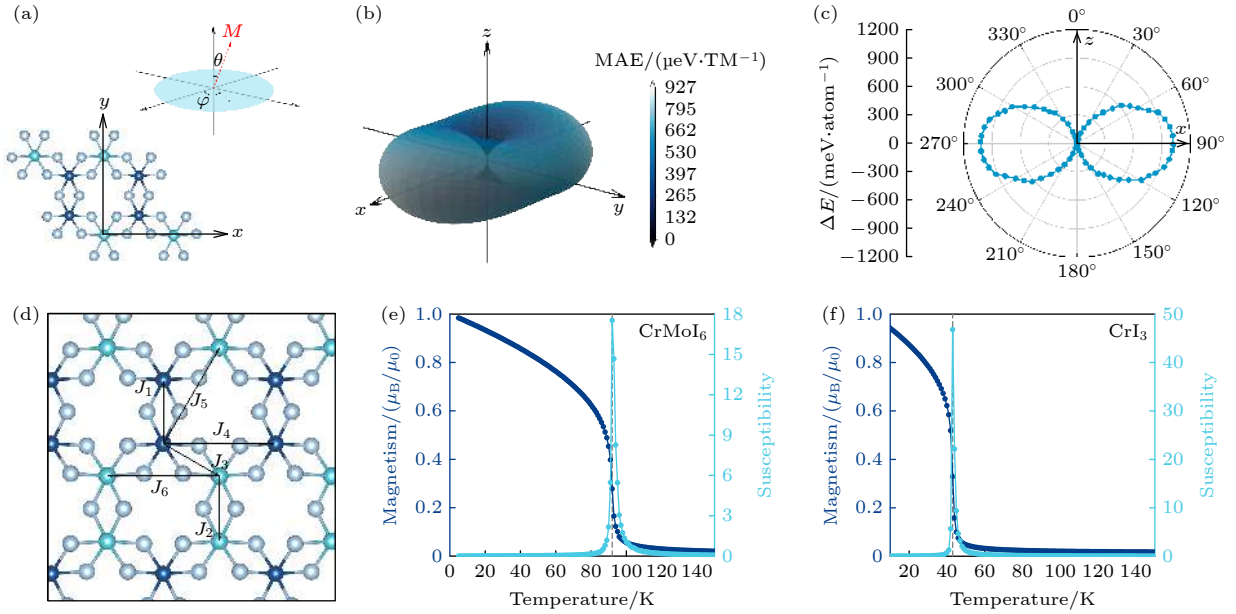 (a)
M
θ
φ
y
x
(b)
z
MAE/(μeV·TM⁻¹)
927
795
662
530
397
265
132
0
x
y
(c)
1200
900
600
300
0
−300
−600
−900
−1200
ΔE/(meV·atom⁻¹)
0°
30°
60°
90°
120°
150°
180°
210°
240°
270°
300°
330°
z
x
(d)
J₁
J₅
J₄
J₃
J₆
J₂
(e)
CrMoI₆
Magnetism/(μB/μ₀)
1.0
0.8
0.6
0.4
0.2
0
18
15
12
9
6
3
0
Susceptibility
0 20 40 60 80 100 120 140
Temperature/K
(f)
CrI₃
Magnetism/(μB/μ₀)
1.0
0.8
0.6
0.4
0.2
0
50
40
30
20
10
0
Susceptibility
20 40 60 80 100 120 140
Temperature/K